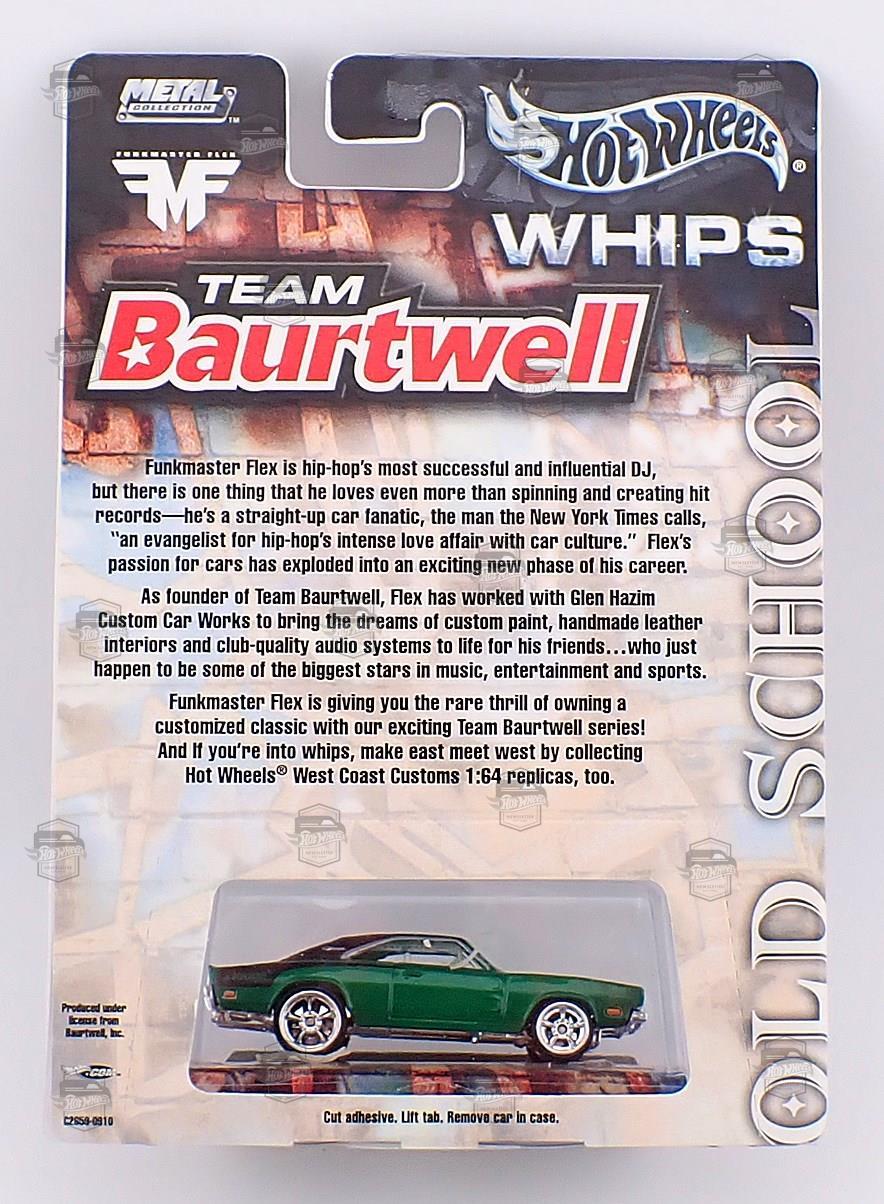 METAL
COLLECTION™
FUNKMASTER FLEX
FMF
Hot Wheels®
WHIPS
TEAM
Baurtwell
OLD SCHOOL
Funkmaster Flex is hip-hop's most successful and influential DJ,
but there is one thing that he loves even more than spinning and creating hit
records—he's a straight-up car fanatic, the man the New York Times calls,
"an evangelist for hip-hop's intense love affair with car culture." Flex's
passion for cars has exploded into an exciting new phase of his career.
As founder of Team Baurtwell, Flex has worked with Glen Hazim
Custom Car Works to bring the dreams of custom paint, handmade leather
interiors and club-quality audio systems to life for his friends...who just
happen to be some of the biggest stars in music, entertainment and sports.
Funkmaster Flex is giving you the rare thrill of owning a
customized classic with our exciting Team Baurtwell series!
And If you're into whips, make east meet west by collecting
Hot Wheels® West Coast Customs 1:64 replicas, too.
Produced under
license from
Baurtwell, Inc.
.COM
C2659-0910
Cut adhesive. Lift tab. Remove car in case.